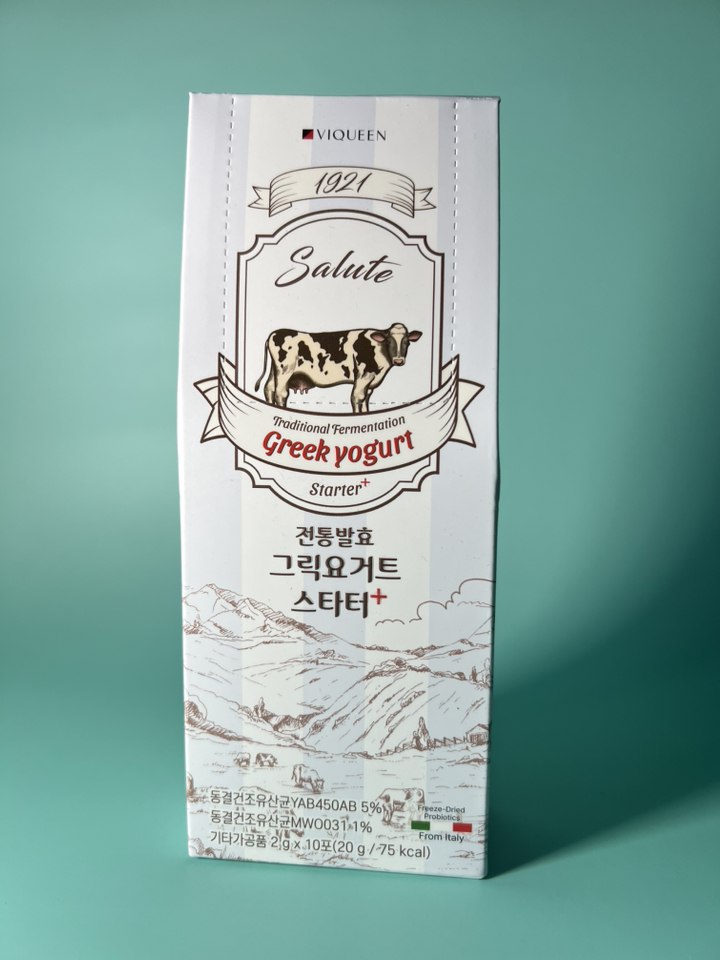 VIQUEEN
1921
Salute
Traditional Fermentation
Greek yogurt
Starter+
전통발효
그릭요거트
스타터+
동결건조유산균YAB450AB 5%
동결건조유산균MWO031 1%
기타가공품 2 g x 10포(20 g / 75 kcal)
Freeze-Dried
Probiotics
From Italy